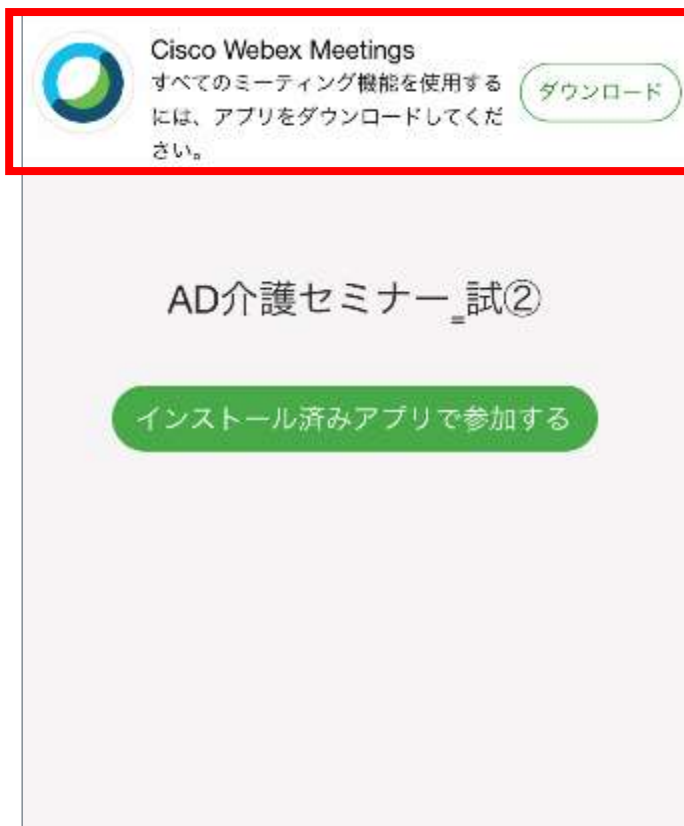 Cisco Webex Meetings
すべてのミーティング機能を使用する
には、アプリをダウンロードしてくだ
さい。
ダウンロード
AD介護セミナー_試②
インストール済みアプリで参加する